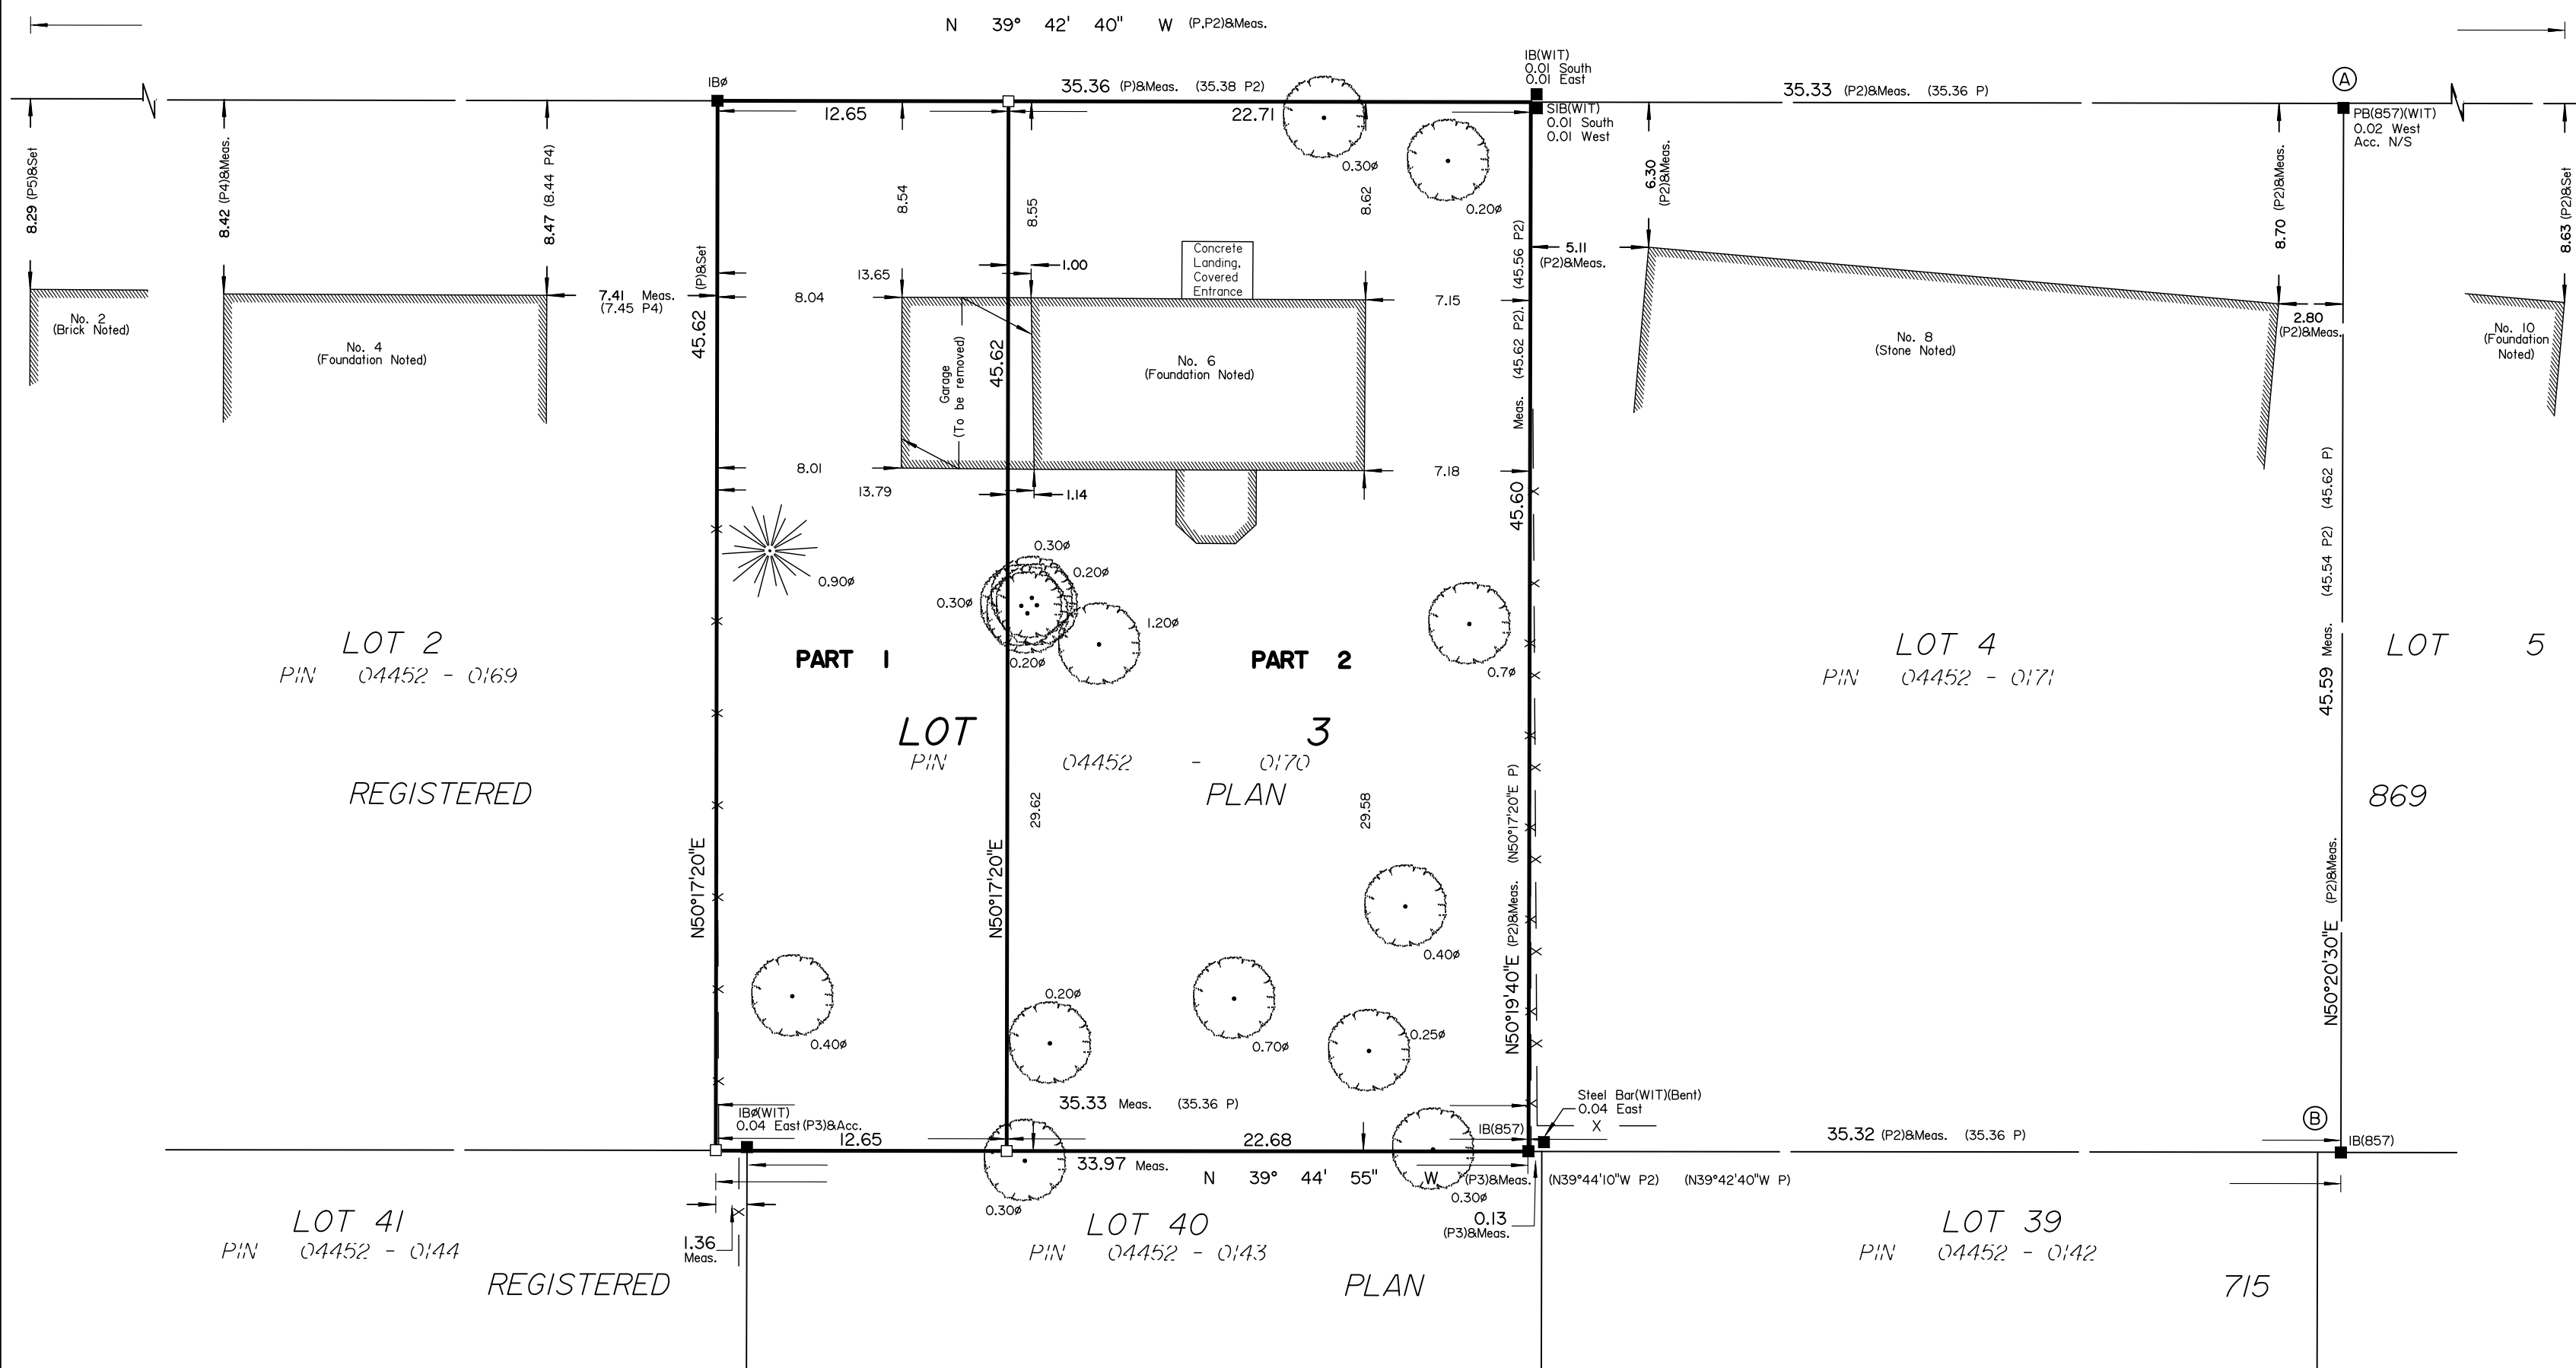 N 39° 42' 40" W (P,P2)&Meas.
IBø
35.36 (P)&Meas. (35.38 P2)
IB(WIT)
0.01 South
0.01 East
35.33 (P2)&Meas. (35.36 P)
A
12.65
22.71
SIB(WIT)
0.01 South
0.01 West
PB(857)(WIT)
0.02 West
Acc. N/S
8.29 (P5)&Set
8.42 (P4)&Meas.
8.47 (8.44 P4)
45.62 (P)&Set
8.54
8.55
8.62
0.30ø
0.20ø
6.30
(P2)&Meas.
8.70 (P2)&Meas.
8.63 (P2)&Set
Concrete
Landing,
Covered
Entrance
13.65
1.00
5.11
(P2)&Meas.
7.41 Meas.
(7.45 P4)
8.04
7.15
No. 2
(Brick Noted)
No. 4
(Foundation Noted)
Garage
(To be removed)
45.62
No. 6
(Foundation Noted)
No. 8
(Stone Noted)
2.80
(P2)&Meas.
No. 10
(Foundation
Noted)
45.60 Meas. (45.62 P2). (45.56 P2)
8.01
7.18
13.79
1.14
0.90ø
0.30ø
0.20ø
0.30ø
0.20ø
1.20ø
0.7ø
LOT 2
PIN 04452 - 0169
PART 1
PART 2
LOT 4
PIN 04452 - 0171
LOT 5
45.59 Meas. (45.54 P2) (45.62 P)
LOT 3
PIN 04452 - 0170
REGISTERED PLAN 869
29.62
29.58
N50°17'20"E
N50°17'20"E
N50°19'40"E (P2)&Meas. (N50°17'20"E P)
N50°20'30"E (P2)&Meas.
0.40ø
0.40ø
0.20ø
0.70ø
0.25ø
35.33 Meas. (35.36 P)
IBø(WIT)
0.04 East(P3)&Acc.
Steel Bar(WIT)(Bent)
0.04 East
X
B
12.65
22.68
IB(857)
35.32 (P2)&Meas. (35.36 P)
IB(857)
33.97 Meas.
N 39° 44' 55" W (P3)&Meas. (N39°44'10"W P2) (N39°42'40"W P)
0.30ø
0.30ø
0.13
(P3)&Meas.
1.36
Meas.
LOT 41
PIN 04452 - 0144
LOT 40
PIN 04452 - 0143
LOT 39
PIN 04452 - 0142
REGISTERED PLAN 715